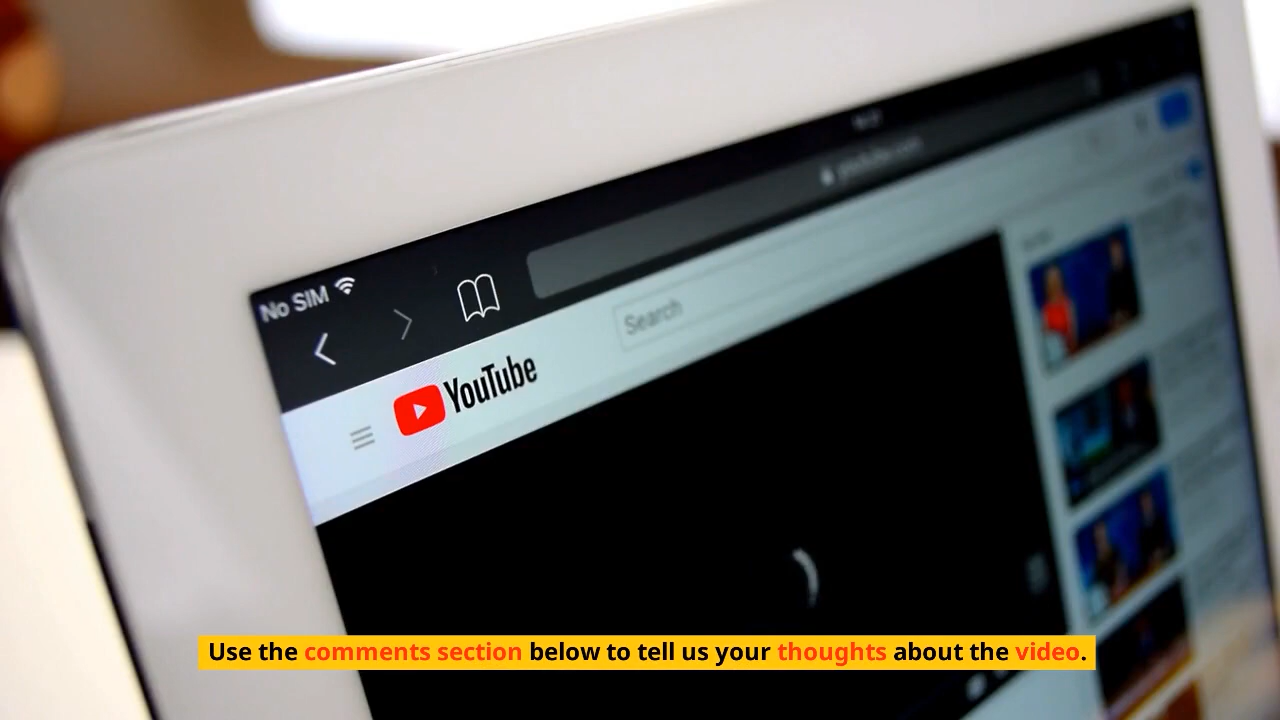 No SIM
Search
YouTube
Use the comments section below to tell us your thoughts about the video.